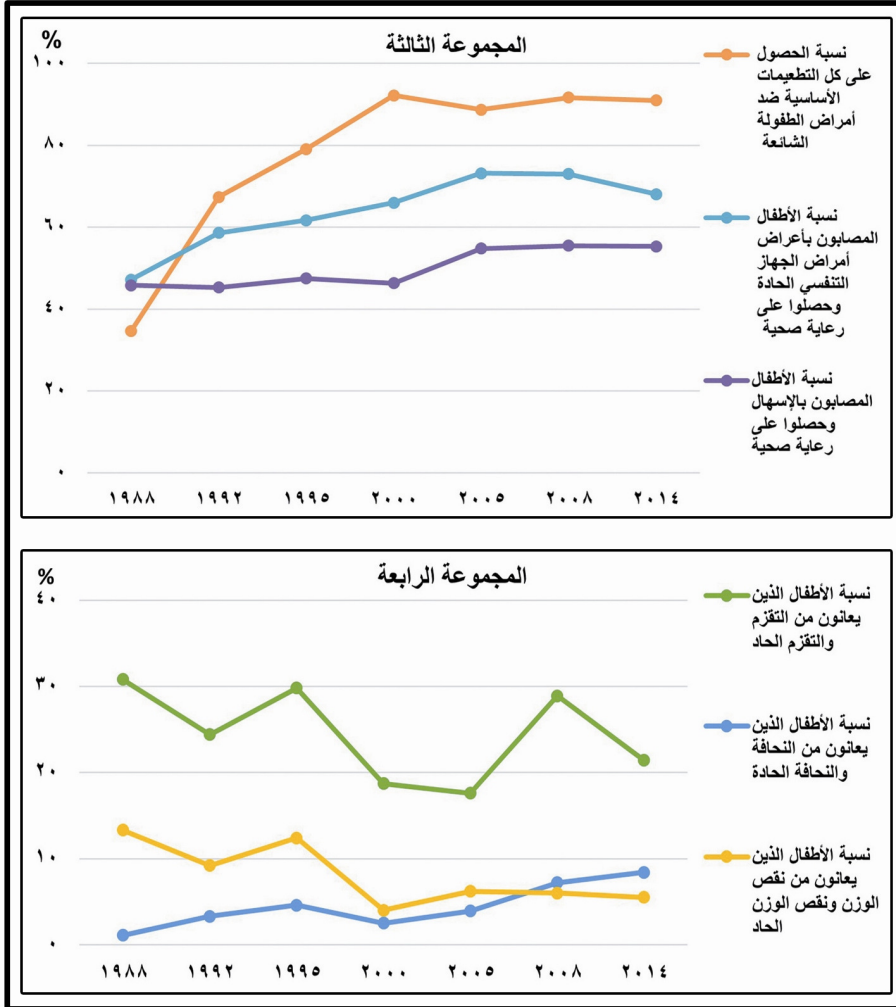 المجموعة الثالثة
%
١٠٠
٨٠
٦٠
٤٠
٢٠
٠
١٩٨٨ ١٩٩٢ ١٩٩٥ ٢٠٠٠ ٢٠٠٥ ٢٠٠٨ ٢٠١٤
نسبة الحصول
على كل التطعيمات
الأساسية ضد
أمراض الطفولة
الشائعة
نسبة الأطفال
المصابون بأعراض
أمراض الجهاز
التنفسي الحادة
وحصلوا على
رعاية صحية
نسبة الأطفال
المصابون بالإسهال
وحصلوا على
رعاية صحية
المجموعة الرابعة
%
٤٠
٣٠
٢٠
١٠
٠
١٩٨٨ ١٩٩٢ ١٩٩٥ ٢٠٠٠ ٢٠٠٥ ٢٠٠٨ ٢٠١٤
نسبة الأطفال الذين
يعانون من التقزم
والتقزم الحاد
نسبة الأطفال الذين
يعانون من النحافة
والنحافة الحادة
نسبة الأطفال الذين
يعانون من نقص
الوزن ونقص الوزن
الحاد